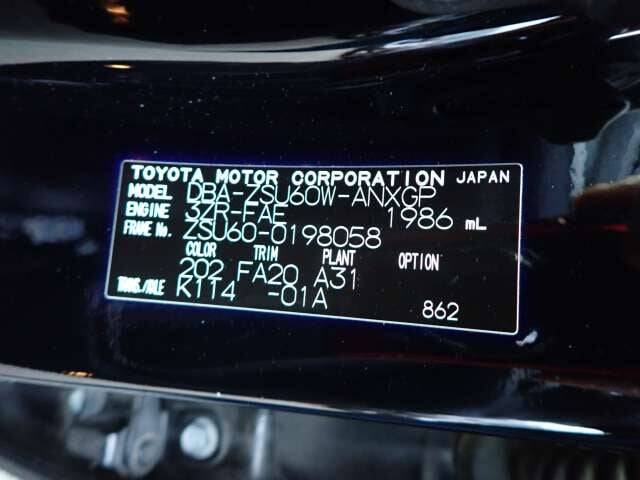 TOYOTA MOTOR CORPORATION JAPAN
MODEL DBA-ZSU60W-ANXGP
ENGINE 3ZR-FAE 1986 mL
FRAME No. ZSU60-0198058
COLOR TRIM PLANT OPTION
202 FA20 A31
TRANS./AXLE K114 -01A
862